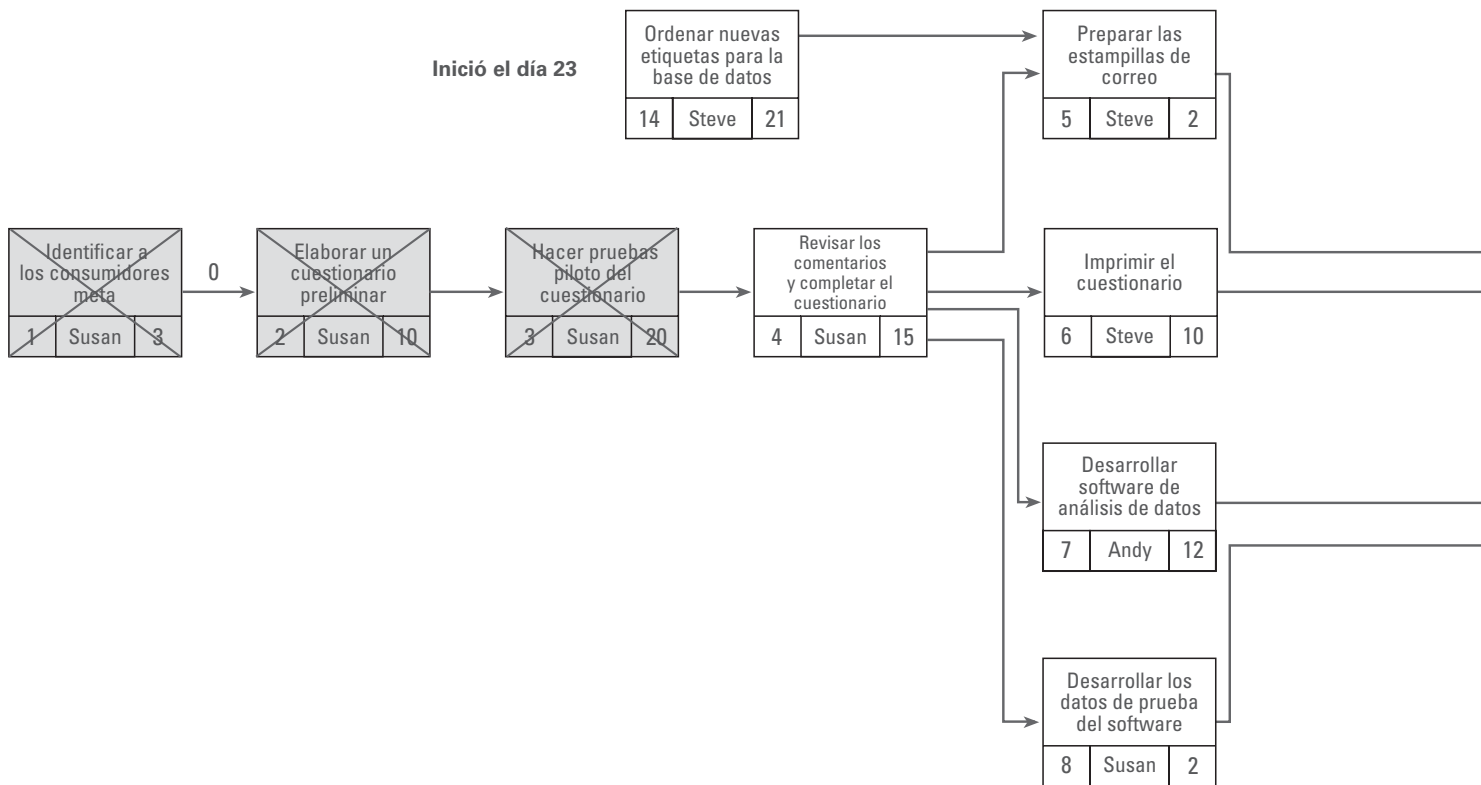 Inició el día 23
Ordenar nuevas
etiquetas para la
base de datos
14 Steve 21
Preparar las
estampillas de
correo
5 Steve 2
Identificar a
los consumidores
meta
1 Susan 3
0
Elaborar un
cuestionario
preliminar
2 Susan 10
Hacer pruebas
piloto del
cuestionario
3 Susan 20
Revisar los
comentarios
y completar el
cuestionario
4 Susan 15
Imprimir el
cuestionario
6 Steve 10
Desarrollar
software de
análisis de datos
7 Andy 12
Desarrollar los
datos de prueba
del software
8 Susan 2